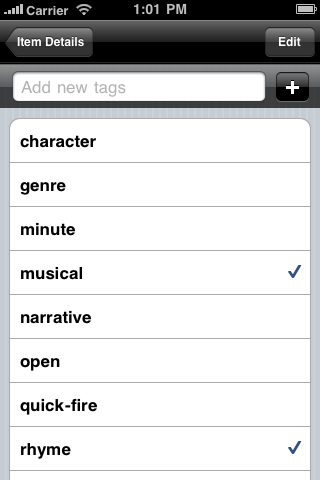 Carrier 1:01 PM
Item Details Edit
Add new tags
character
genre
minute
musical
narrative
open
quick-fire
rhyme